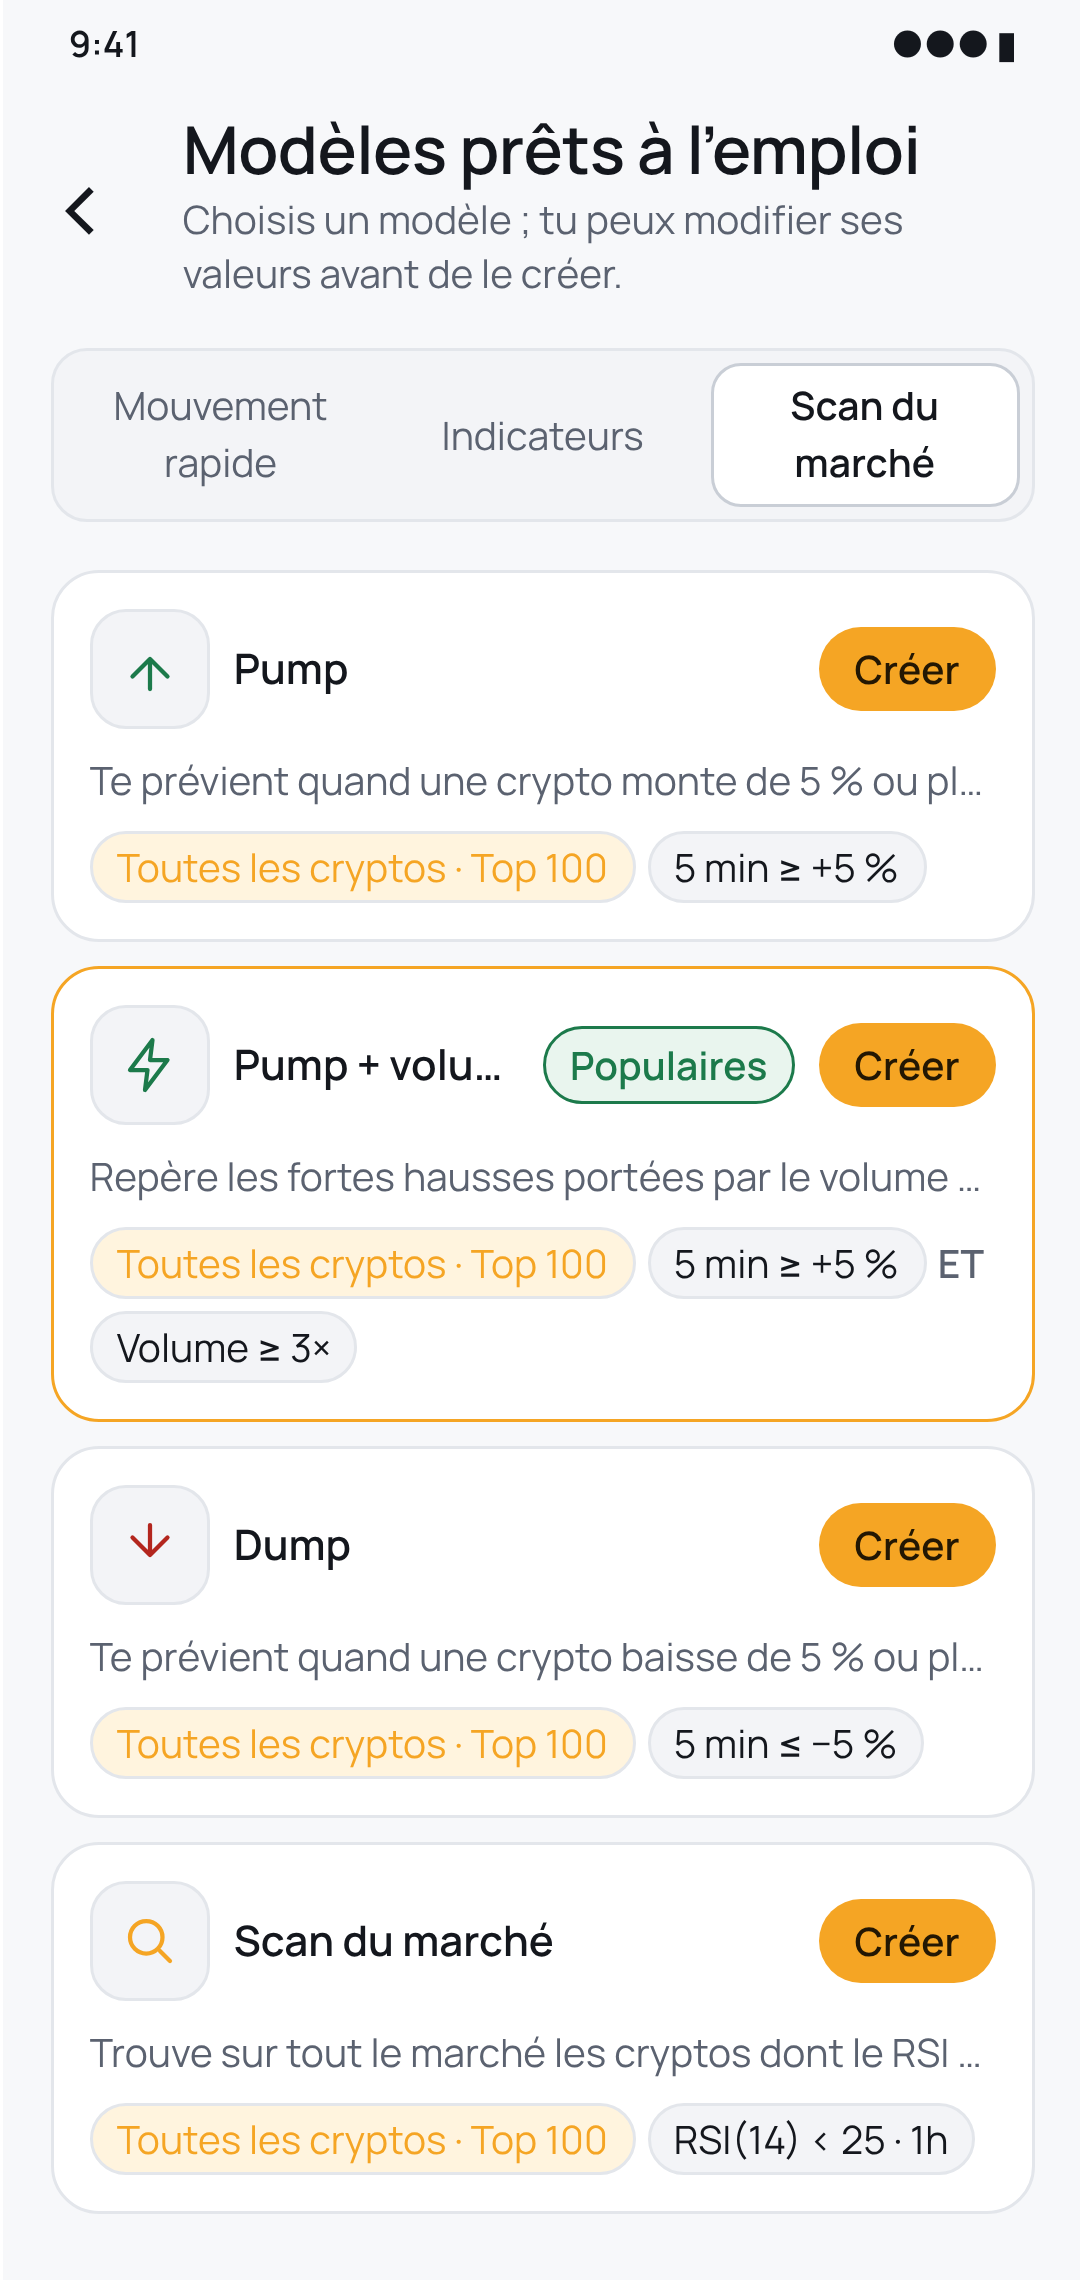 9:41
Modèles prêts à l’emploi
Choisis un modèle ; tu peux modifier ses
valeurs avant de le créer.
Mouvement
rapide
Indicateurs
Scan du
marché
Pump
Créer
Te prévient quand une crypto monte de 5 % ou pl…
Toutes les cryptos · Top 100
5 min ≥ +5 %
Pump + volu…
Populaires
Créer
Repère les fortes hausses portées par le volume …
Toutes les cryptos · Top 100
5 min ≥ +5 %
ET
Volume ≥ 3×
Dump
Créer
Te prévient quand une crypto baisse de 5 % ou pl…
Toutes les cryptos · Top 100
5 min ≤ −5 %
Scan du marché
Créer
Trouve sur tout le marché les cryptos dont le RSI …
Toutes les cryptos · Top 100
RSI(14) < 25 · 1h